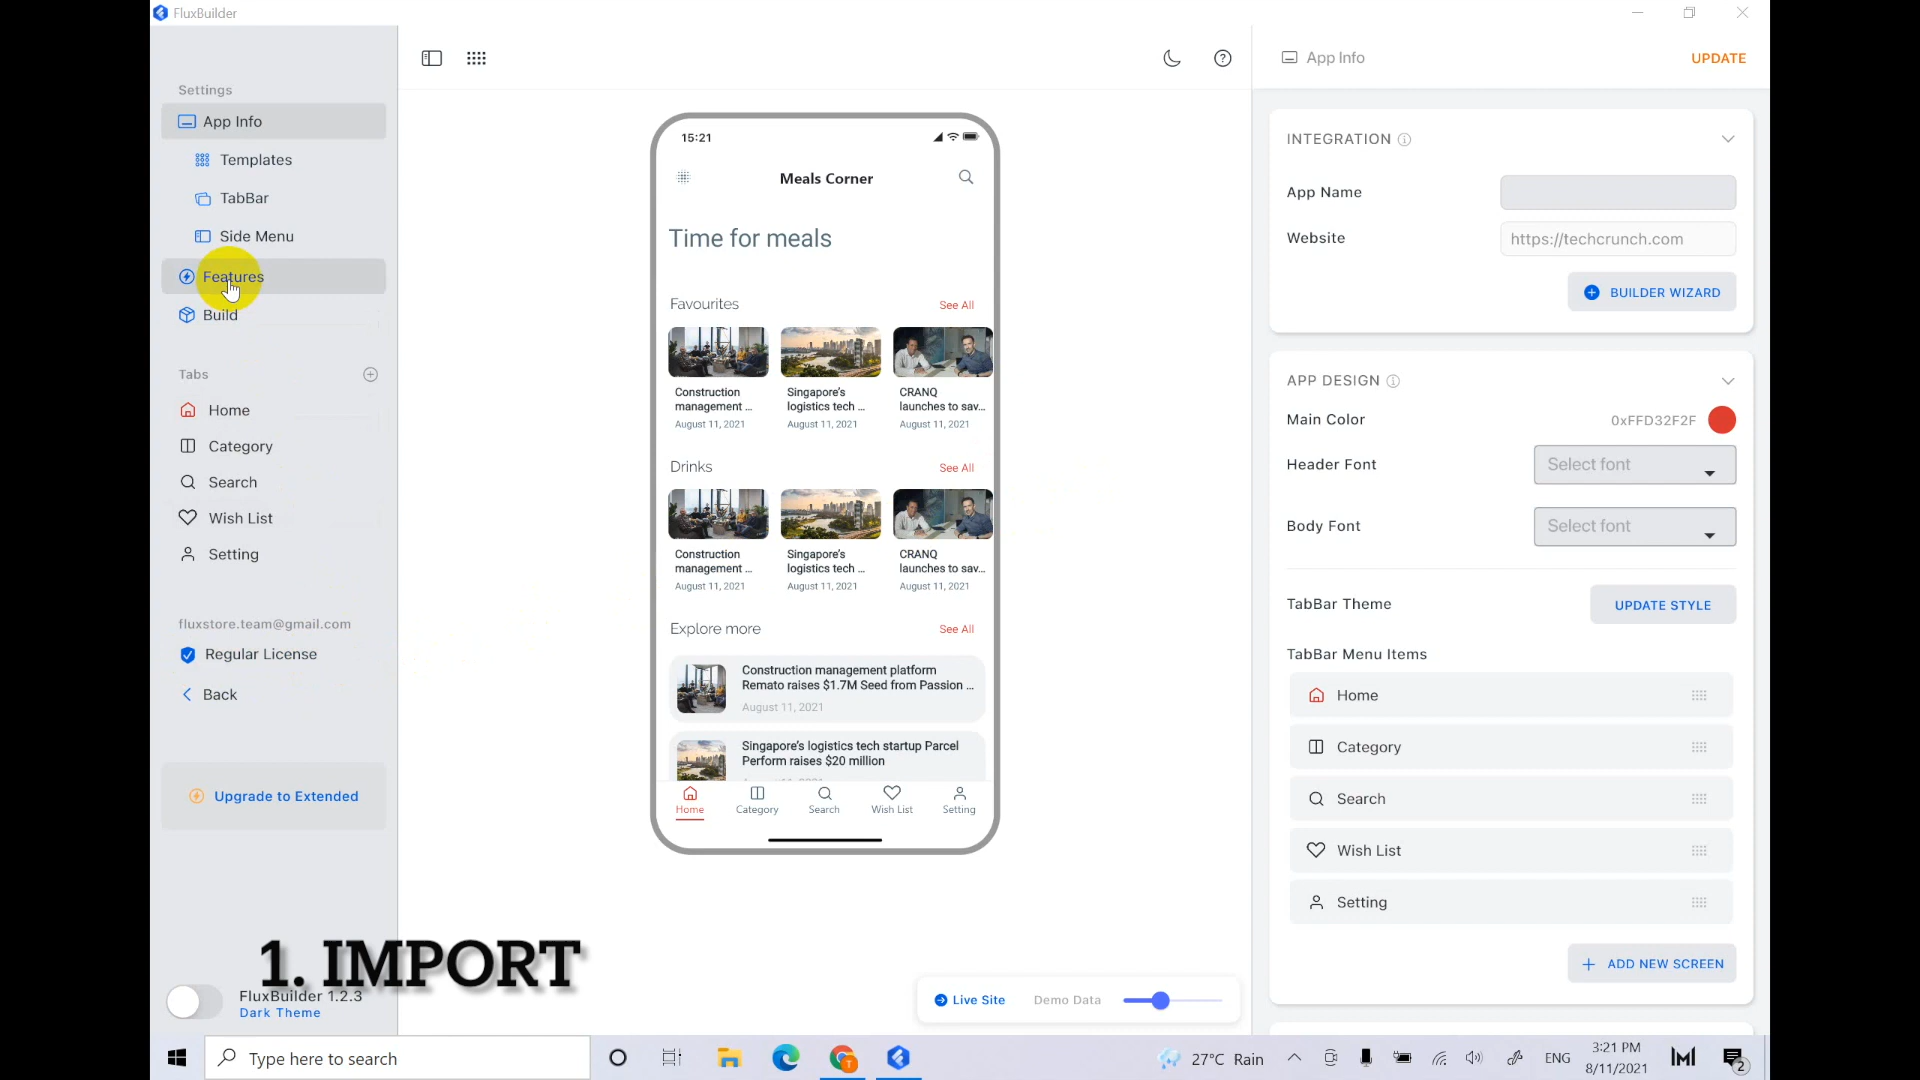 FluxBuilder
Settings
App Info
Templates
TabBar
Side Menu
Features
Build
Tabs
Home
Category
Search
Wish List
Setting
fluxstore.team@gmail.com
Regular License
Back
Upgrade to Extended
1. IMPORT
FluxBuilder 1.2.3
Dark Theme
15:21
Meals Corner
Time for meals
Favourites See All
Construction management ...
August 11, 2021
Singapore's logistics tech ...
August 11, 2021
CRANQ launches to sav...
August 11, 2021
Drinks See All
Construction management ...
August 11, 2021
Singapore's logistics tech ...
August 11, 2021
CRANQ launches to sav...
August 11, 2021
Explore more See All
Construction management platform
Remato raises $1.7M Seed from Passion ...
August 11, 2021
Singapore's logistics tech startup Parcel
Perform raises $20 million
Home Category Search Wish List Setting
Live Site Demo Data
App Info UPDATE
INTEGRATION
App Name
Website https://techcrunch.com
BUILDER WIZARD
APP DESIGN
Main Color 0xFFD32F2F
Header Font Select font
Body Font Select font
TabBar Theme UPDATE STYLE
TabBar Menu Items
Home
Category
Search
Wish List
Setting
ADD NEW SCREEN
Type here to search
27°C Rain
ENG
3:21 PM
8/11/2021
2